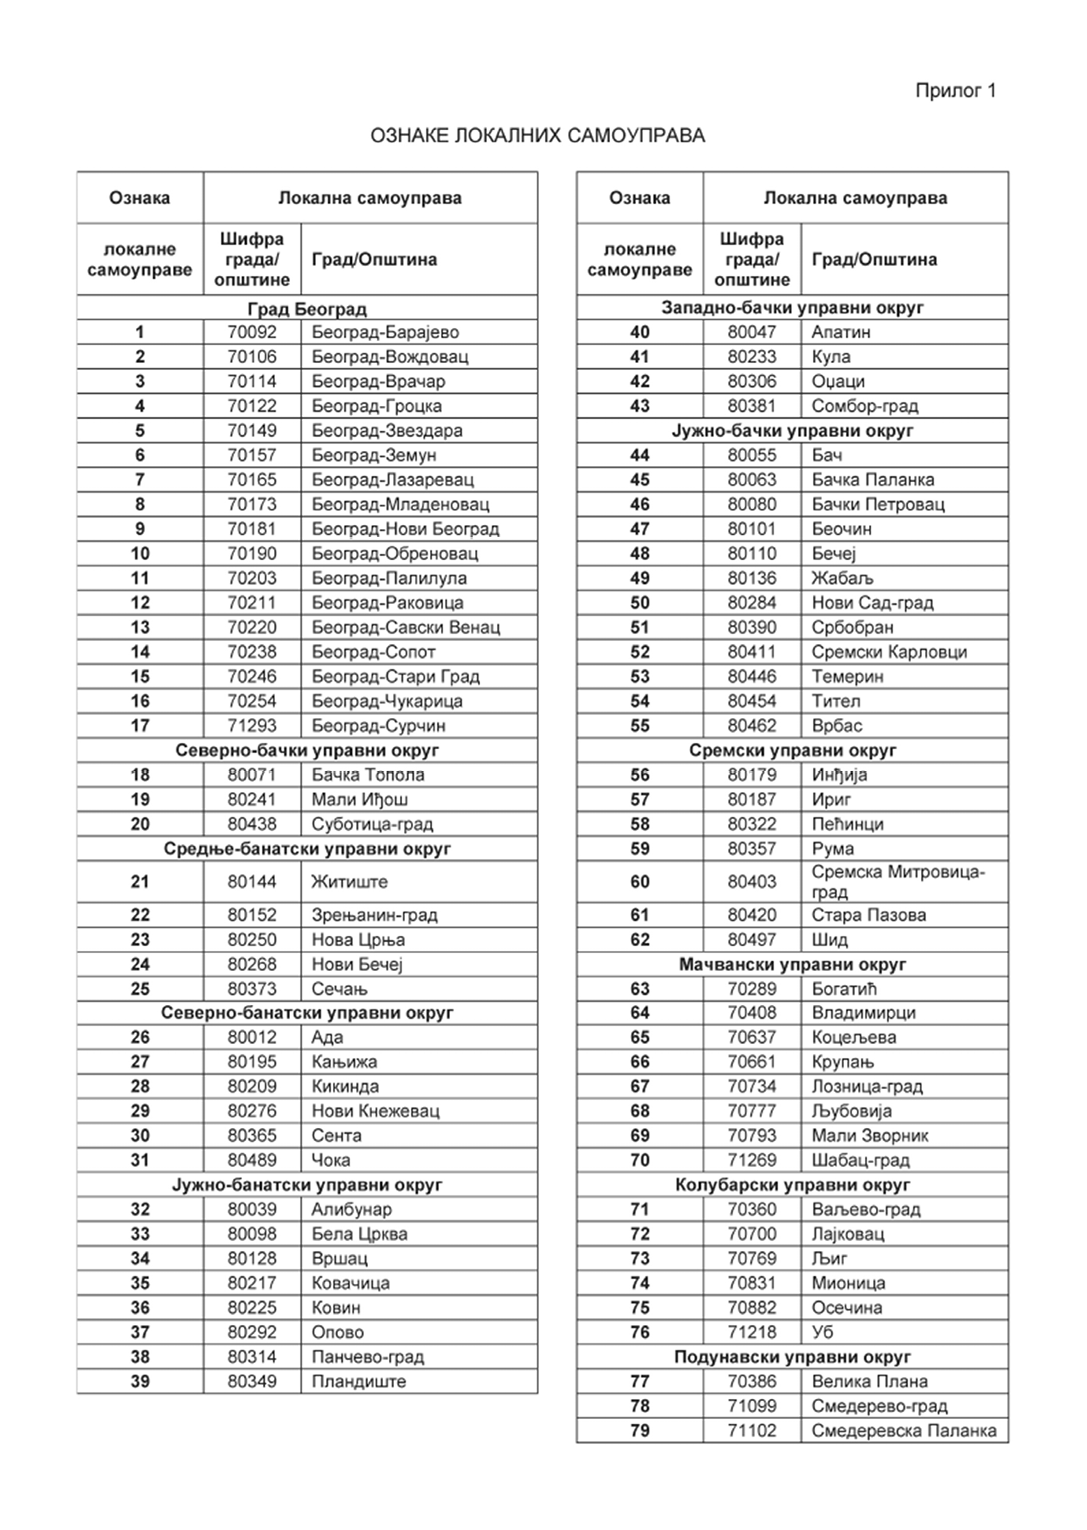 Прилог 1
ОЗНАКЕ ЛОКАЛНИХ САМОУПРАВА
Ознака Локална самоуправа
локалне самоуправе Шифра града/ општине Град/Општина
Град Београд
1 70092 Београд-Барајево
2 70106 Београд-Вождовац
3 70114 Београд-Врачар
4 70122 Београд-Гроцка
5 70149 Београд-Звездара
6 70157 Београд-Земун
7 70165 Београд-Лазаревац
8 70173 Београд-Младеновац
9 70181 Београд-Нови Београд
10 70190 Београд-Обреновац
11 70203 Београд-Палилула
12 70211 Београд-Раковица
13 70220 Београд-Савски Венац
14 70238 Београд-Сопот
15 70246 Београд-Стари Град
16 70254 Београд-Чукарица
17 71293 Београд-Сурчин
Северно-бачки управни округ
18 80071 Бачка Топола
19 80241 Мали Иђош
20 80438 Суботица-град
Средње-банатски управни округ
21 80144 Житиште
22 80152 Зрењанин-град
23 80250 Нова Црња
24 80268 Нови Бечеј
25 80373 Сечањ
Северно-банатски управни округ
26 80012 Ада
27 80195 Кањижа
28 80209 Кикинда
29 80276 Нови Кнежевац
30 80365 Сента
31 80489 Чока
Јужно-банатски управни округ
32 80039 Алибунар
33 80098 Бела Црква
34 80128 Вршац
35 80217 Ковачица
36 80225 Ковин
37 80292 Опово
38 80314 Панчево-град
39 80349 Пландиште
Ознака Локална самоуправа
локалне самоуправе Шифра града/ општине Град/Општина
Западно-бачки управни округ
40 80047 Апатин
41 80233 Кула
42 80306 Оџаци
43 80381 Сомбор-град
Јужно-бачки управни округ
44 80055 Бач
45 80063 Бачка Паланка
46 80080 Бачки Петровац
47 80101 Беочин
48 80110 Бечеј
49 80136 Жабаљ
50 80284 Нови Сад-град
51 80390 Србобран
52 80411 Сремски Карловци
53 80446 Темерин
54 80454 Тител
55 80462 Врбас
Сремски управни округ
56 80179 Инђија
57 80187 Ириг
58 80322 Пећинци
59 80357 Рума
60 80403 Сремска Митровица-
град
61 80420 Стара Пазова
62 80497 Шид
Мачвански управни округ
63 70289 Богатић
64 70408 Владимирци
65 70637 Коцељева
66 70661 Крупањ
67 70734 Лозница-град
68 70777 Љубовија
69 70793 Мали Зворник
70 71269 Шабац-град
Колубарски управни округ
71 70360 Ваљево-град
72 70700 Лајковац
73 70769 Љиг
74 70831 Мионица
75 70882 Осечина
76 71218 Уб
Подунавски управни округ
77 70386 Велика Плана
78 71099 Смедерево-град
79 71102 Смедеревска Паланка